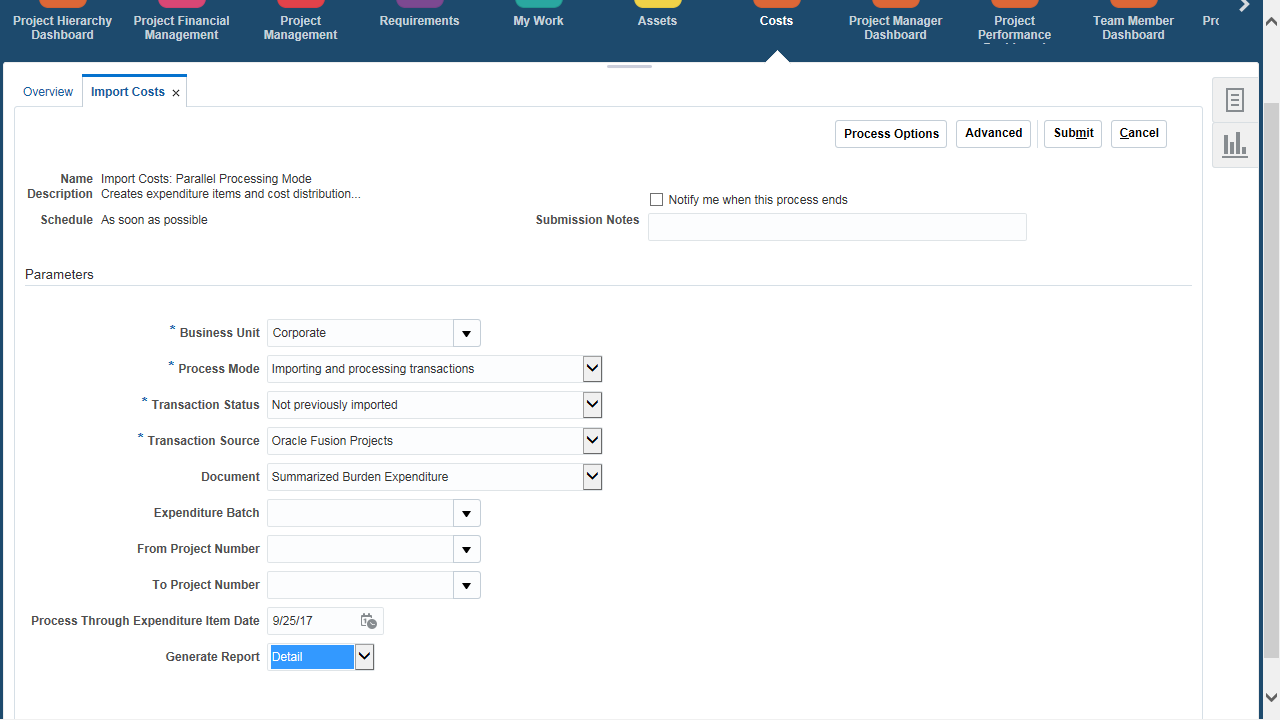 Project Hierarchy Dashboard
Project Financial Management
Project Management
Requirements
My Work
Assets
Costs
Project Manager Dashboard
Project Performance
Team Member Dashboard
Overview
Import Costs
Process Options
Advanced
Submit
Cancel
Name Import Costs: Parallel Processing Mode
Description Creates expenditure items and cost distribution...
Notify me when this process ends
Schedule As soon as possible
Submission Notes
Parameters
* Business Unit Corporate
* Process Mode Importing and processing transactions
* Transaction Status Not previously imported
* Transaction Source Oracle Fusion Projects
Document Summarized Burden Expenditure
Expenditure Batch
From Project Number
To Project Number
Process Through Expenditure Item Date 9/25/17
Generate Report Detail